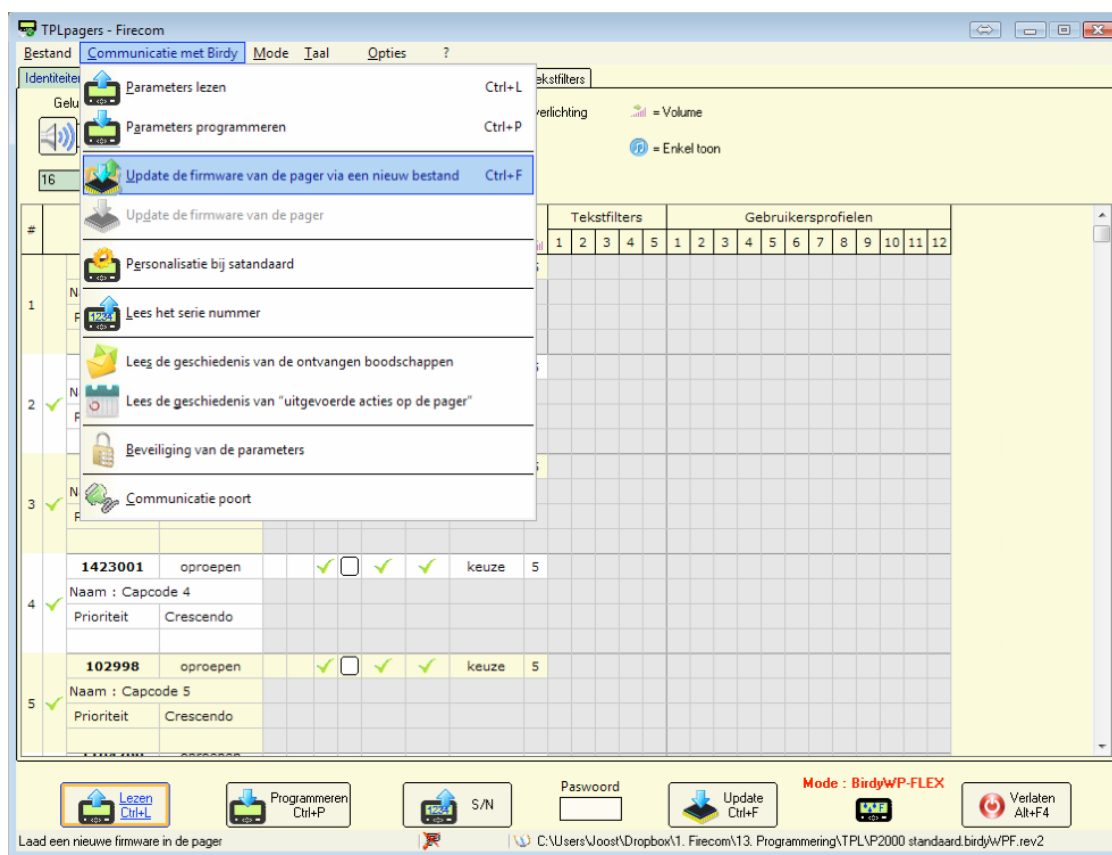 TPLpagers - Firecom
Bestand Communicatie met Birdy Mode Taal Opties ?
Parameters lezen Ctrl+L
Parameters programmeren Ctrl+P
Update de firmware van de pager via een nieuw bestand Ctrl+F
Update de firmware van de pager
Personalisatie bij satandaard
Lees het serie nummer
Lees de geschiedenis van de ontvangen boodschappen
Lees de geschiedenis van "uitgevoerde acties op de pager"
Beveiliging van de parameters
Communicatie poort
= Volume
= Enkel toon
16
# Tekstfilters Gebruikersprofielen
1 2 3 4 5 1 2 3 4 5 6 7 8 9 10 11 12
1
2
3
1423001 oproepen keuze 5
4 Naam : Capcode 4
Prioriteit Crescendo
102998 oproepen keuze 5
5 Naam : Capcode 5
Prioriteit Crescendo
Lezen Ctrl+L
Programmeren Ctrl+P
S/N
Paswoord
Update Ctrl+F
Mode : BirdyWP-FLEX
Verlaten Alt+F4
Laad een nieuwe firmware in de pager C:\Users\Joost\Dropbox\1. Firecom\13. Programmering\TPL\P2000 standaard.birdyWPF.rev2